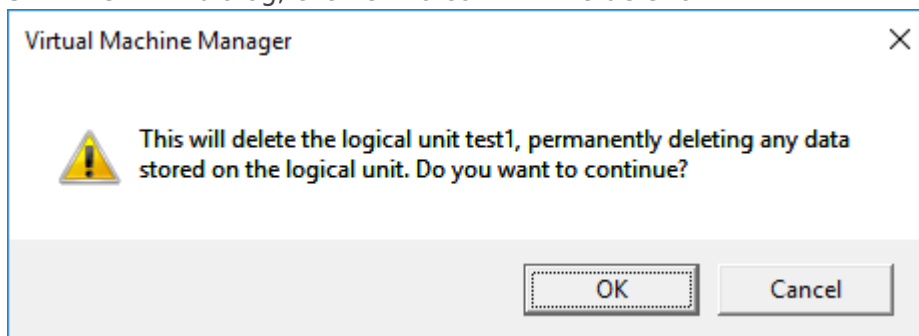 Virtual Machine Manager
This will delete the logical unit test1, permanently deleting any data
stored on the logical unit. Do you want to continue?
OK
Cancel